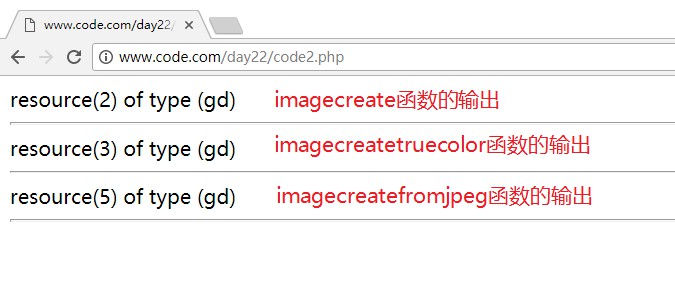 www.code.com/day22/
www.code.com/day22/code2.php
resource(2) of type (gd) imagecreate函数的输出
resource(3) of type (gd) imagecreatetruecolor函数的输出
resource(5) of type (gd) imagecreatefromjpeg函数的输出